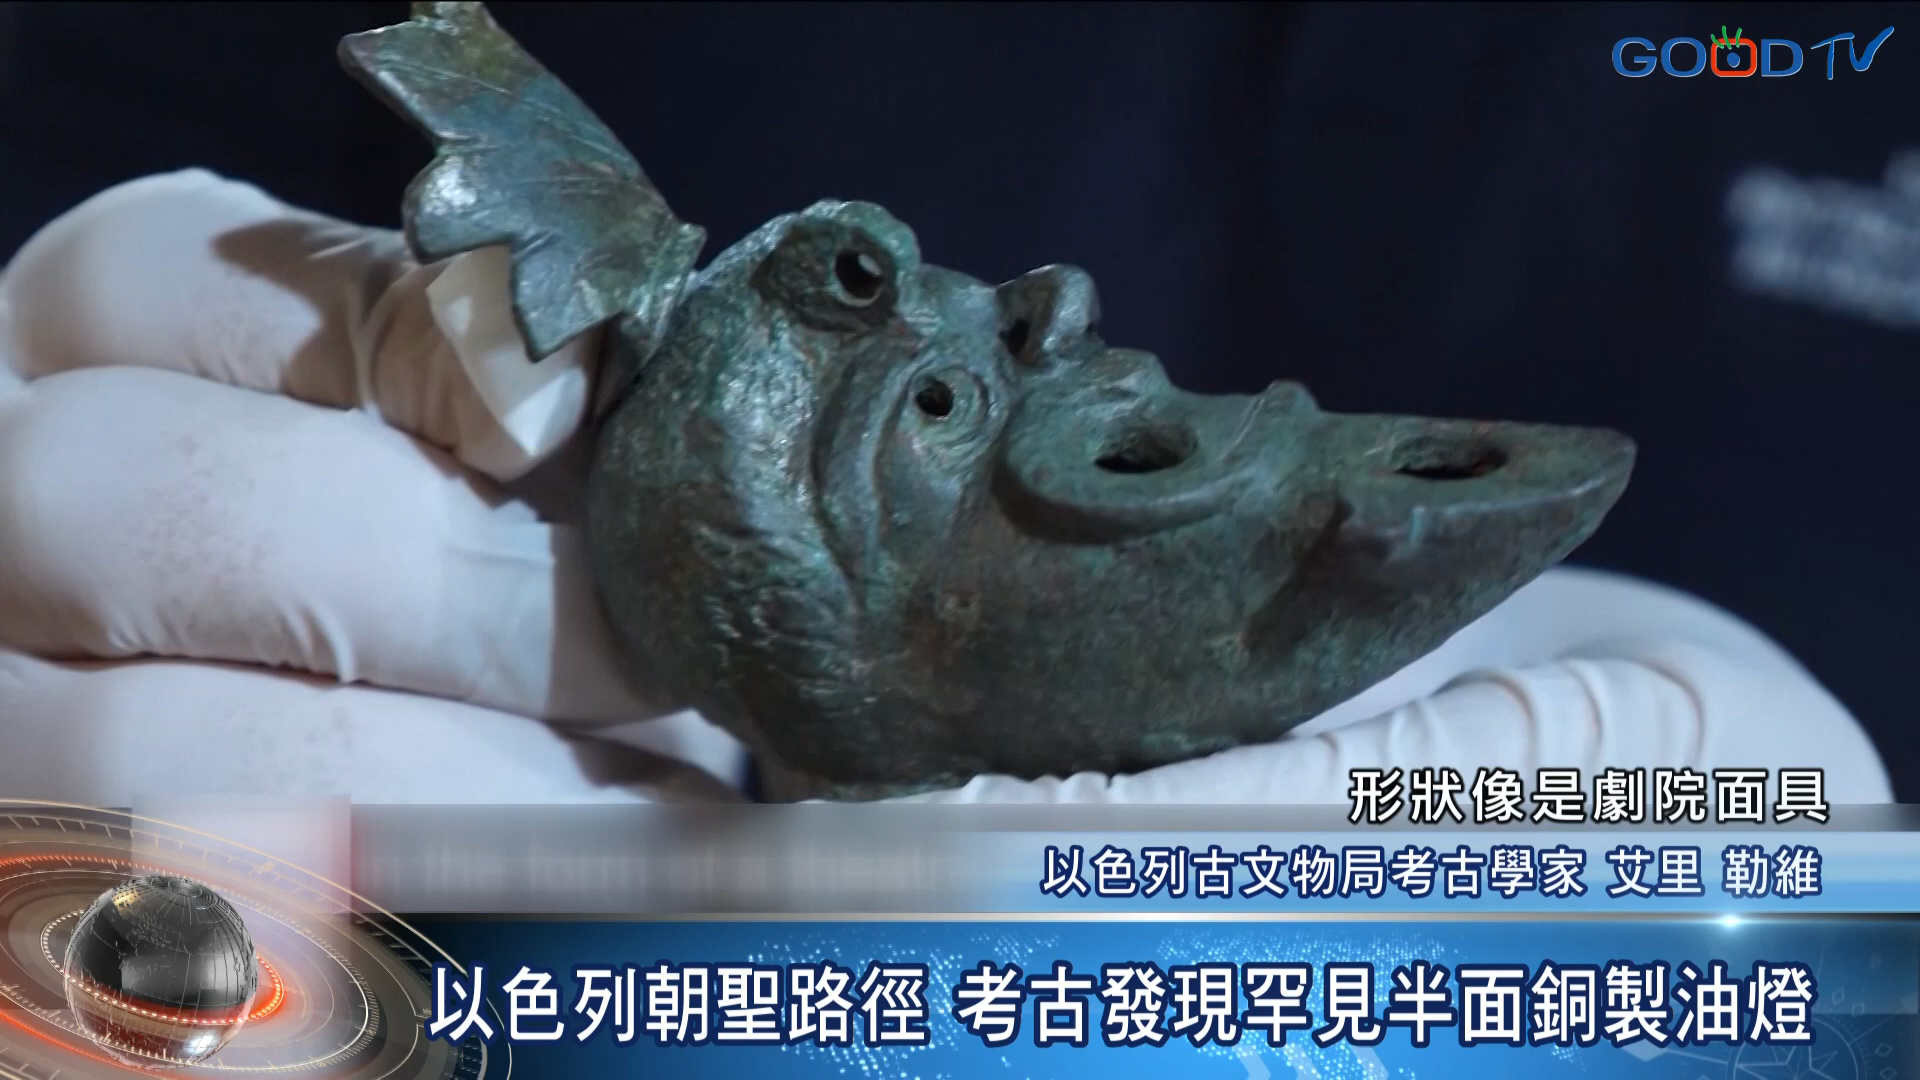 GOOD TV
形狀像是劇院面具
以色列古文物局考古學家 艾里 勒維
以色列朝聖路徑 考古發現罕見半面銅製油燈